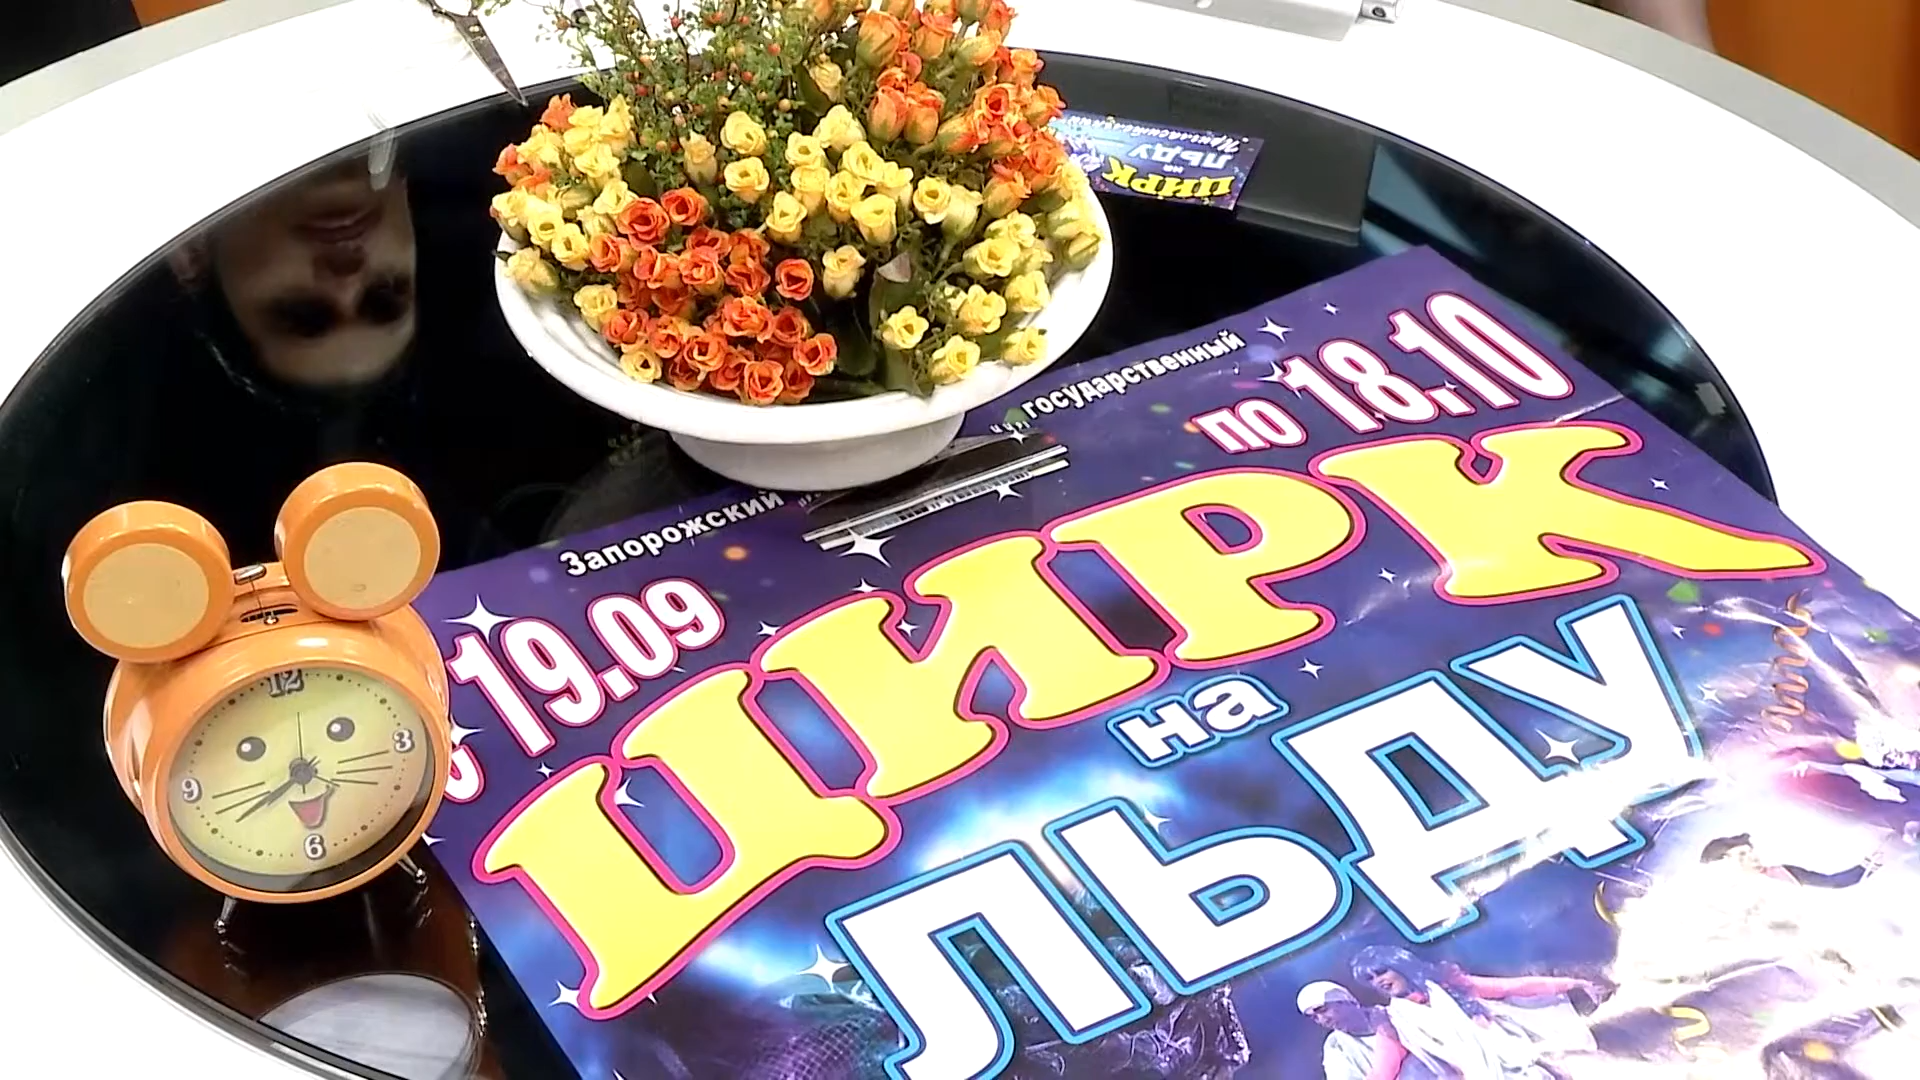 Запорожский государственный
с 19.09 по 18.10
ЦИРК
на
ЛЬДУ
ЦИРК
на
ЛЬДУ
12
3
6
9